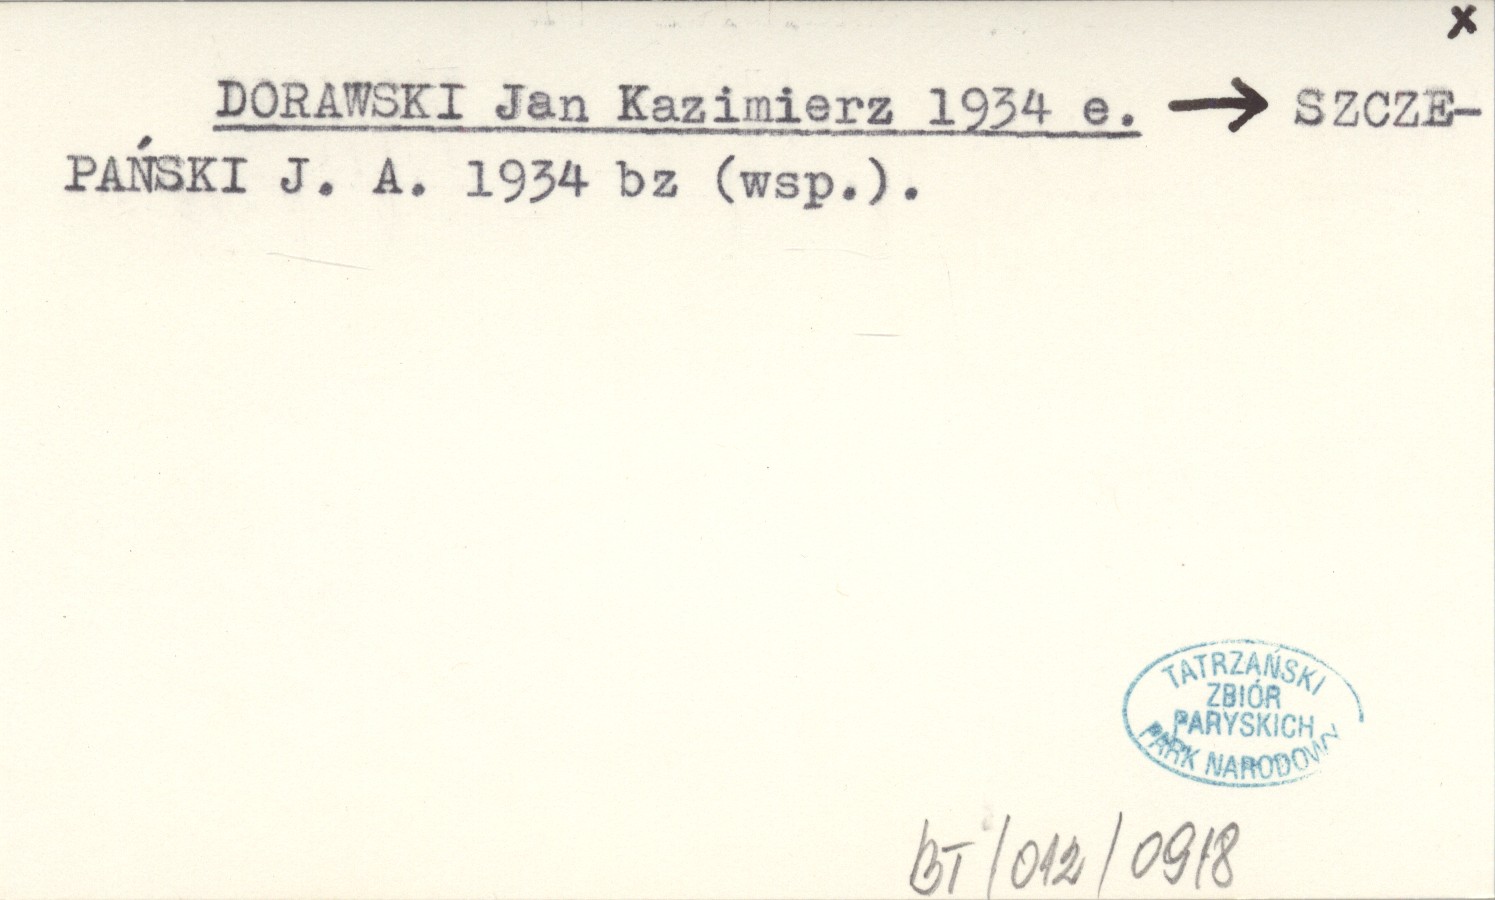 x
DORAWSKI Jan Kazimierz 1934 e. → SZCZE-
PAŃSKI J. A. 1934 bz (wsp.).
TATRZAŃSKI
ZBIÓR
PARYSKICH
PARK NARODOWY
BT/012/0918